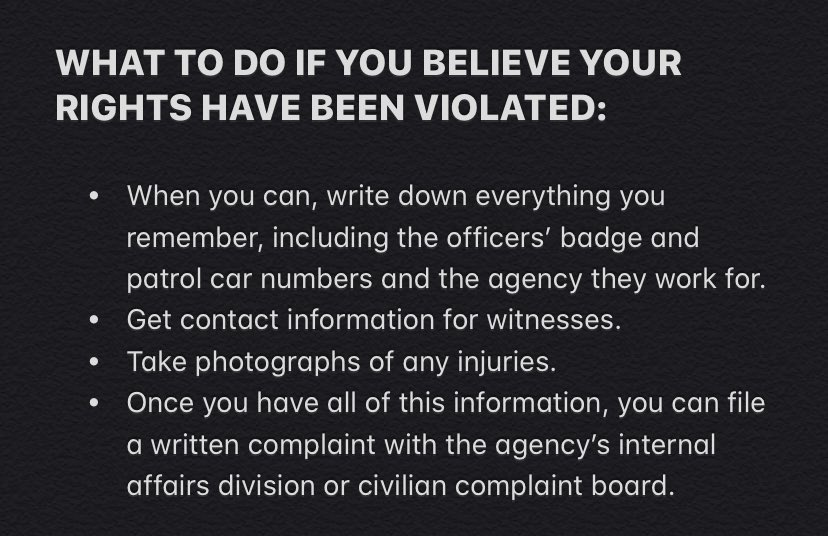 WHAT TO DO IF YOU BELIEVE YOUR
RIGHTS HAVE BEEN VIOLATED:
• When you can, write down everything you
remember, including the officers’ badge and
patrol car numbers and the agency they work for.
• Get contact information for witnesses.
• Take photographs of any injuries.
• Once you have all of this information, you can file
a written complaint with the agency’s internal
affairs division or civilian complaint board.